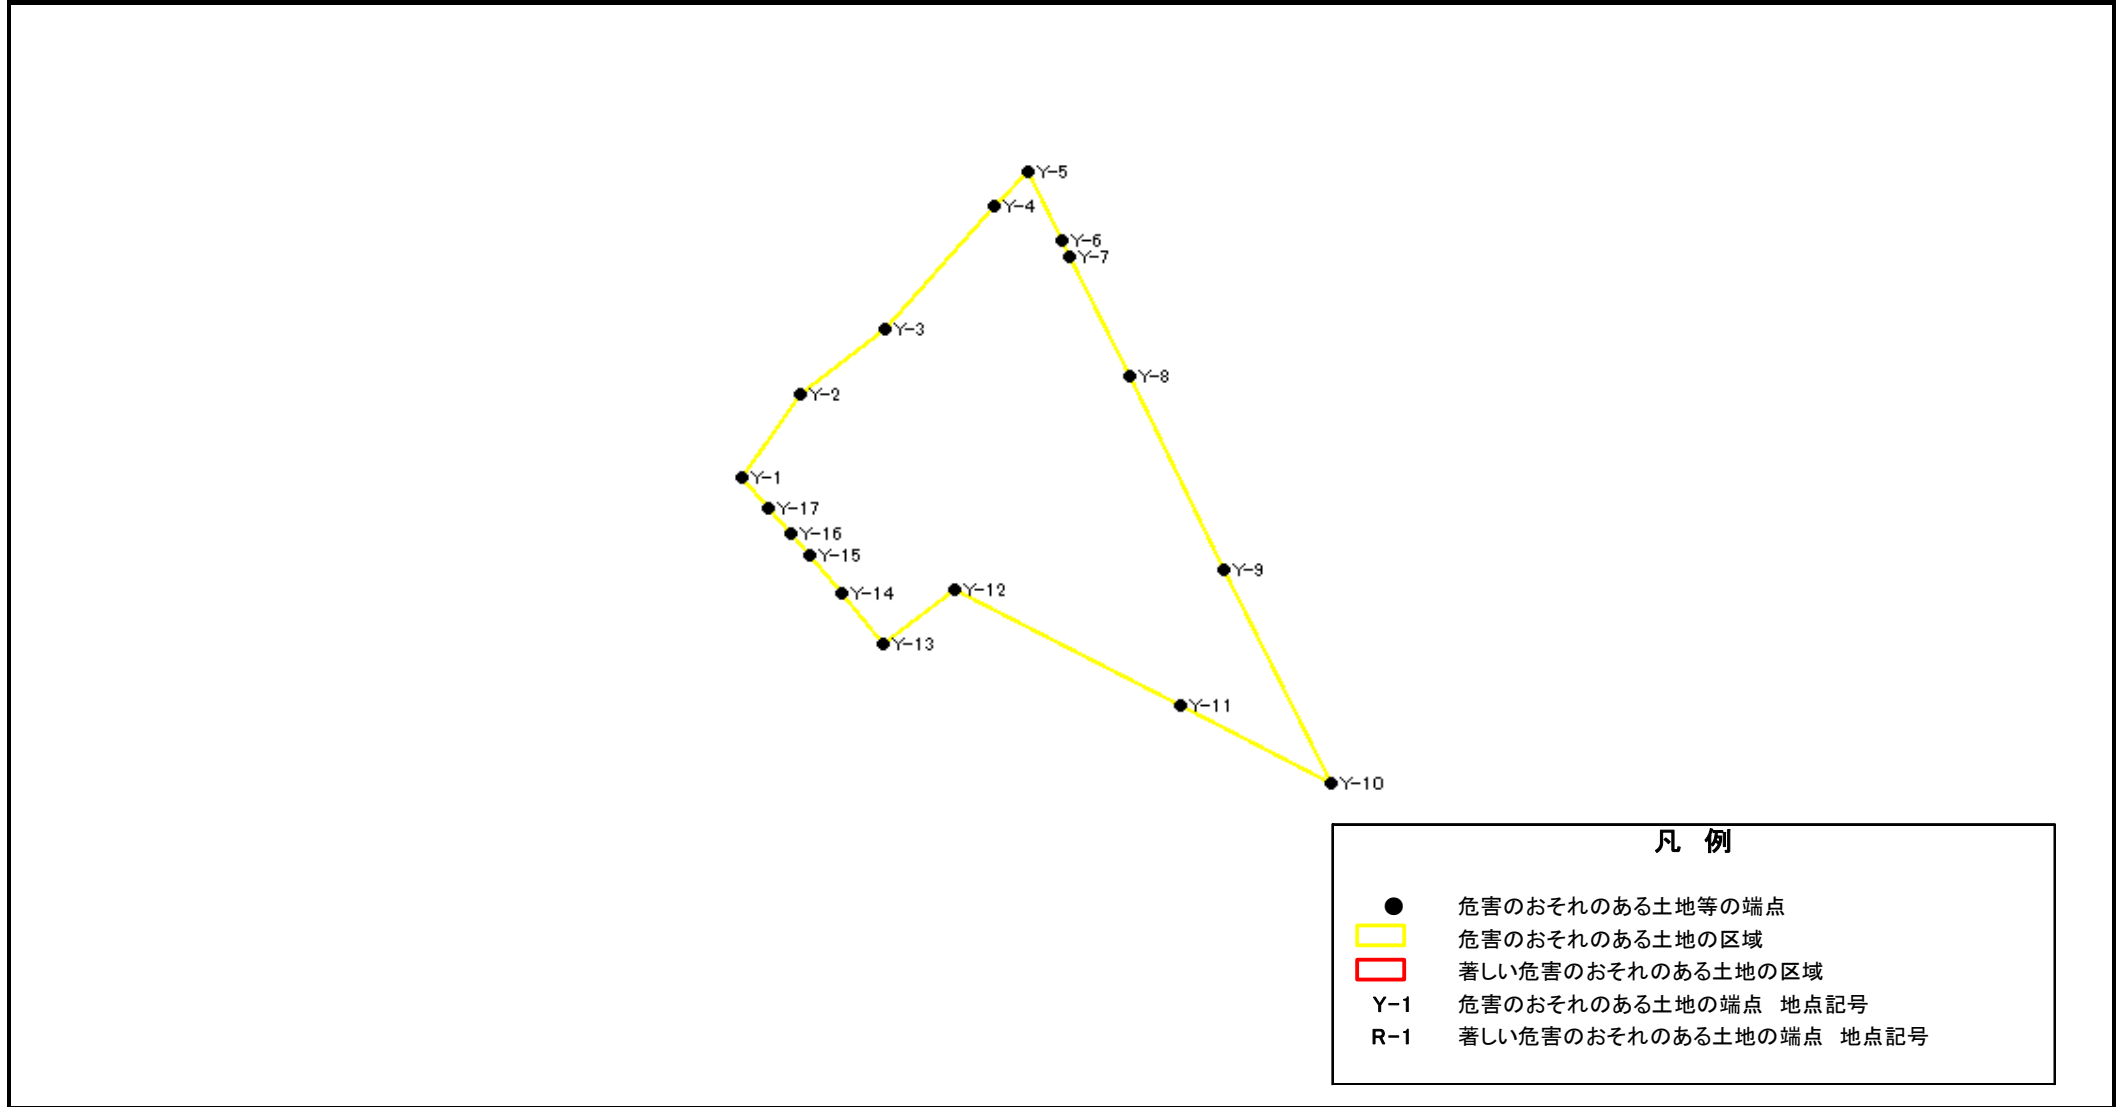 Y-5
Y-4
Y-6
Y-7
Y-3
Y-8
Y-2
Y-1
Y-17
Y-16
Y-15
Y-9
Y-14
Y-12
Y-13
Y-11
Y-10
凡 例
危害のおそれのある土地等の端点
危害のおそれのある土地の区域
著しい危害のおそれのある土地の区域
Y-1 危害のおそれのある土地の端点 地点記号
R-1 著しい危害のおそれのある土地の端点 地点記号